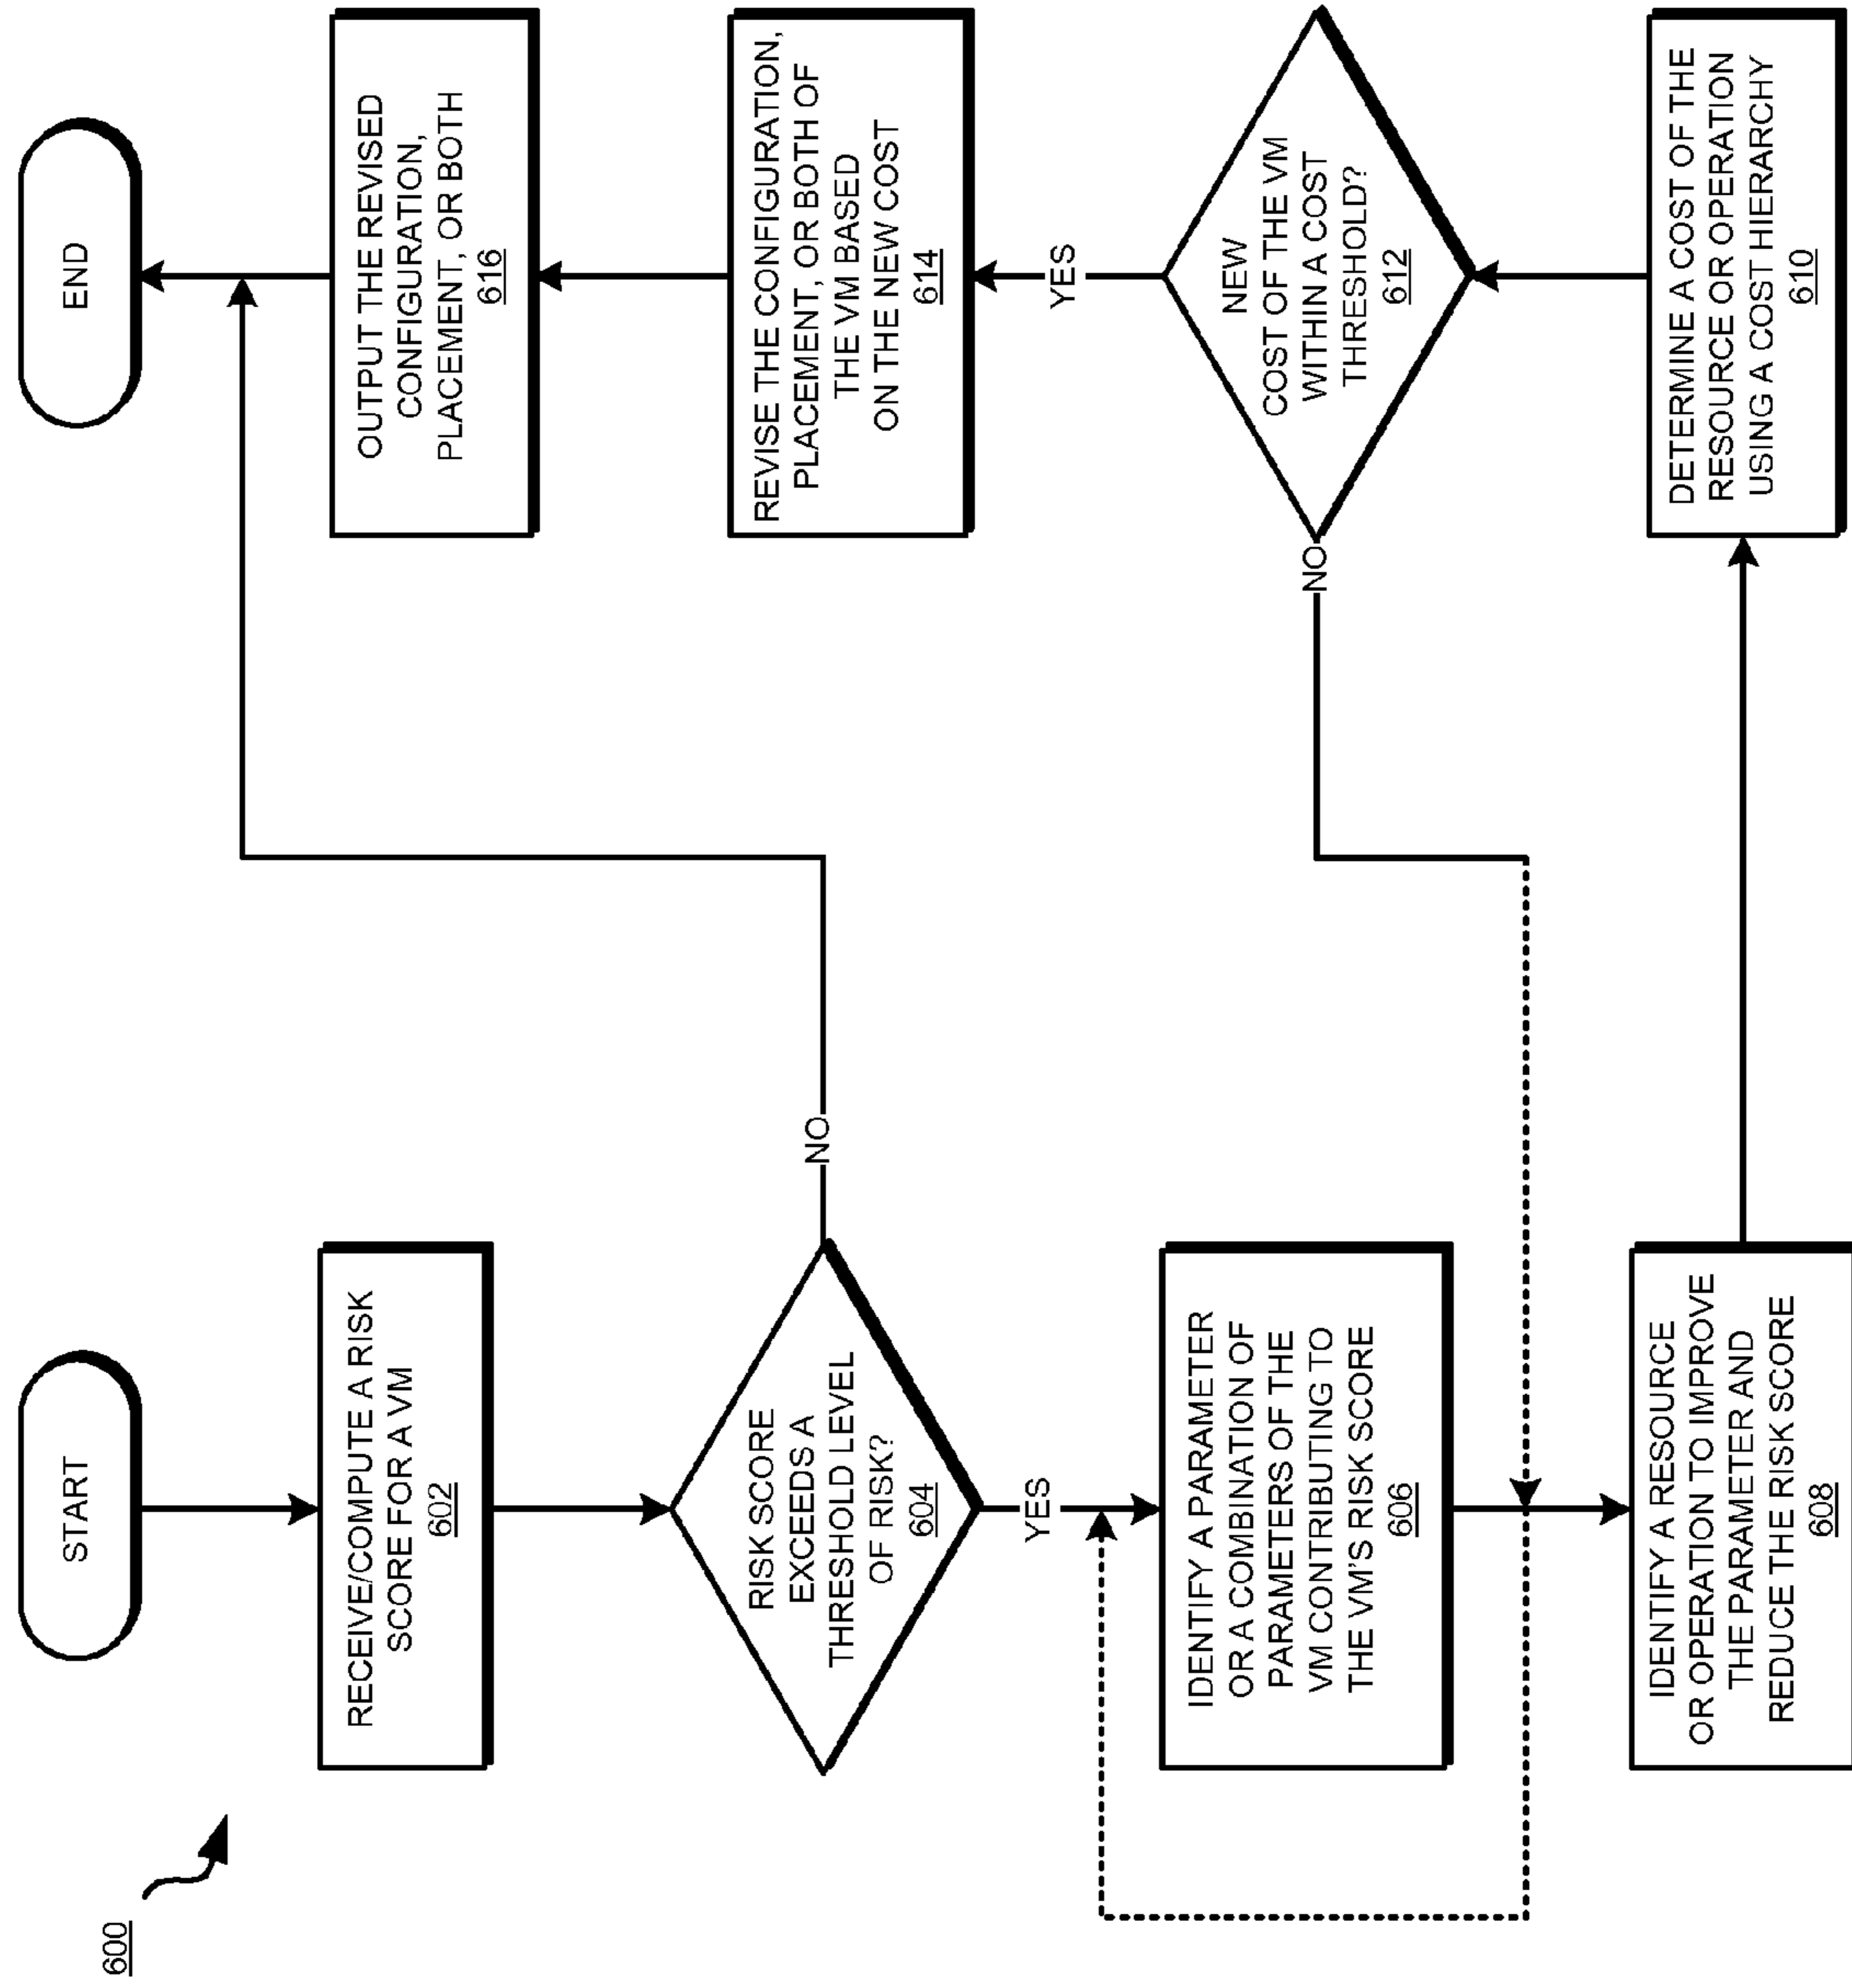 600
START
RECEIVE/COMPUTE A RISK
SCORE FOR A VM
602
RISK SCORE
EXCEEDS A
THRESHOLD LEVEL
OF RISK?
604
NO
YES
IDENTIFY A PARAMETER
OR A COMBINATION OF
PARAMETERS OF THE
VM CONTRIBUTING TO
THE VM'S RISK SCORE
606
IDENTIFY A RESOURCE
OR OPERATION TO IMPROVE
THE PARAMETER AND
REDUCE THE RISK SCORE
608
END
OUTPUT THE REVISED
CONFIGURATION,
PLACEMENT, OR BOTH
616
REVISE THE CONFIGURATION,
PLACEMENT, OR BOTH OF
THE VM BASED
ON THE NEW COST
614
YES
NEW
COST OF THE VM
WITHIN A COST
THRESHOLD?
612
NO
DETERMINE A COST OF THE
RESOURCE OR OPERATION
USING A COST HIERARCHY
610